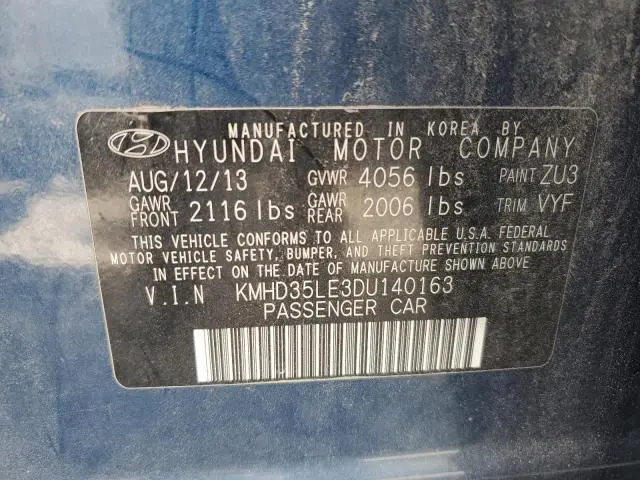 MANUFACTURED IN KOREA BY
HYUNDAI MOTOR COMPANY
AUG/12/13 GVWR 4056 lbs PAINT ZU3
GAWR FRONT 2116 lbs GAWR REAR 2006 lbs TRIM VYF
THIS VEHICLE CONFORMS TO ALL APPLICABLE U.S.A. FEDERAL
MOTOR VEHICLE SAFETY, BUMPER, AND THEFT PREVENTION STANDARDS
IN EFFECT ON THE DATE OF MANUFACTURE SHOWN ABOVE.
V.I.N KMHD35LE3DU140163
PASSENGER CAR